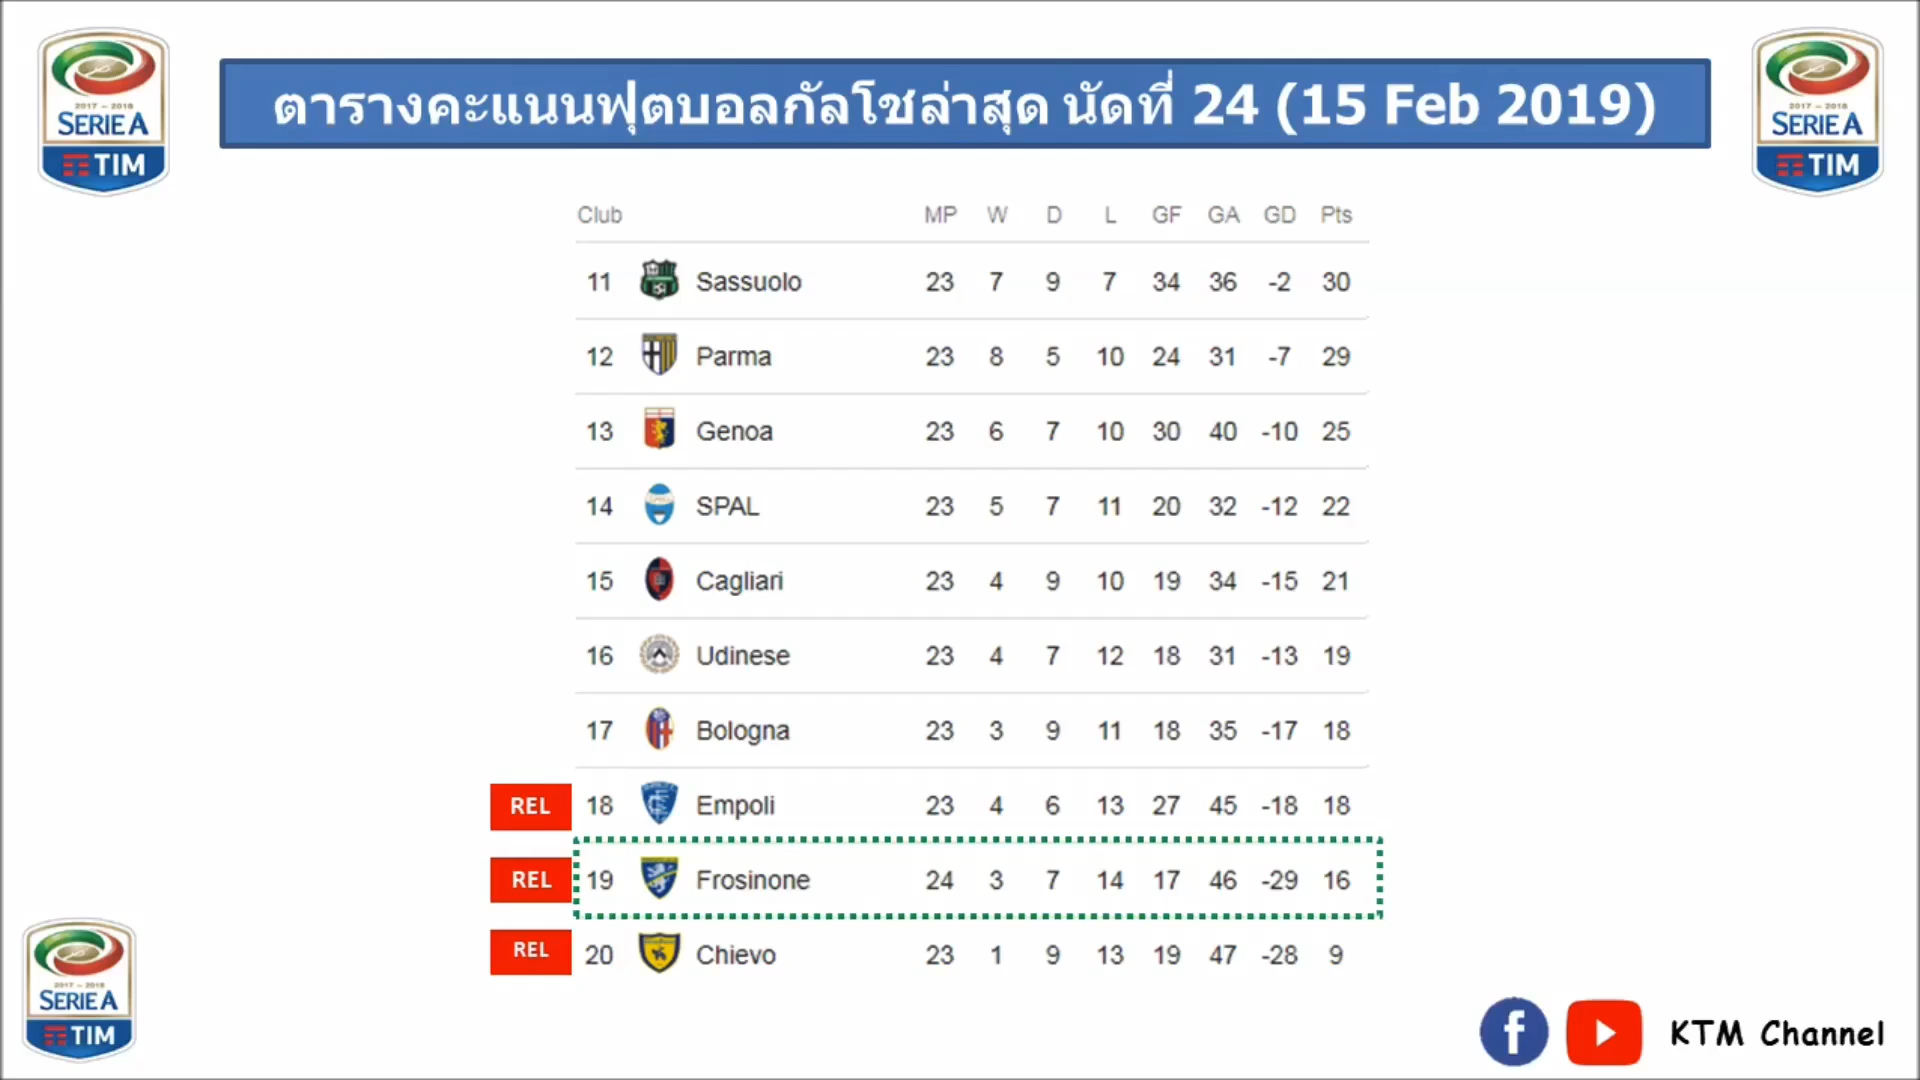 2017 - 2018
SERIE A
TIM
ตารางคะแนนฟุตบอลกัลโชล่าสุด นัดที่ 24 (15 Feb 2019)
2017 - 2018
SERIE A
TIM
Club MP W D L GF GA GD Pts
11 Sassuolo 23 7 9 7 34 36 -2 30
12 Parma 23 8 5 10 24 31 -7 29
13 Genoa 23 6 7 10 30 40 -10 25
14 SPAL 23 5 7 11 20 32 -12 22
15 Cagliari 23 4 9 10 19 34 -15 21
16 Udinese 23 4 7 12 18 31 -13 19
17 Bologna 23 3 9 11 18 35 -17 18
REL 18 Empoli 23 4 6 13 27 45 -18 18
REL 19 Frosinone 24 3 7 14 17 46 -29 16
REL 20 Chievo 23 1 9 13 19 47 -28 9
2017 - 2018
SERIE A
TIM
f KTM Channel